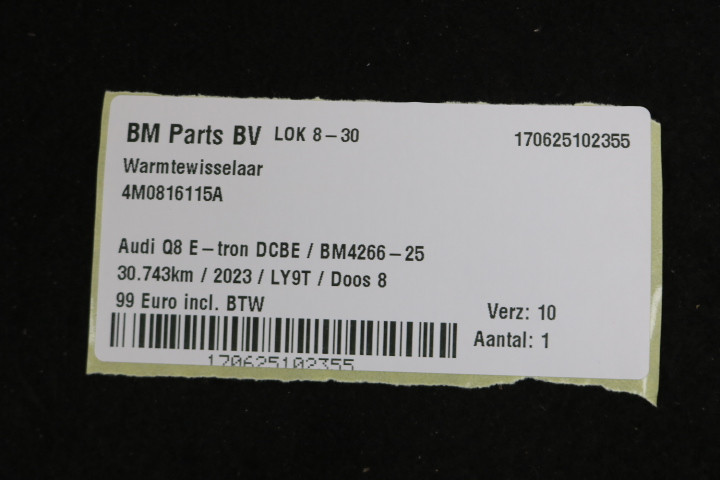 BM Parts BV LOK 8-30 170625102355
Warmtewisselaar
4M0816115A
Audi Q8 E-tron DCBE / BM4266-25
30.743km / 2023 / LY9T / Doos 8
99 Euro incl. BTW
Verz: 10
Aantal: 1
170625102355